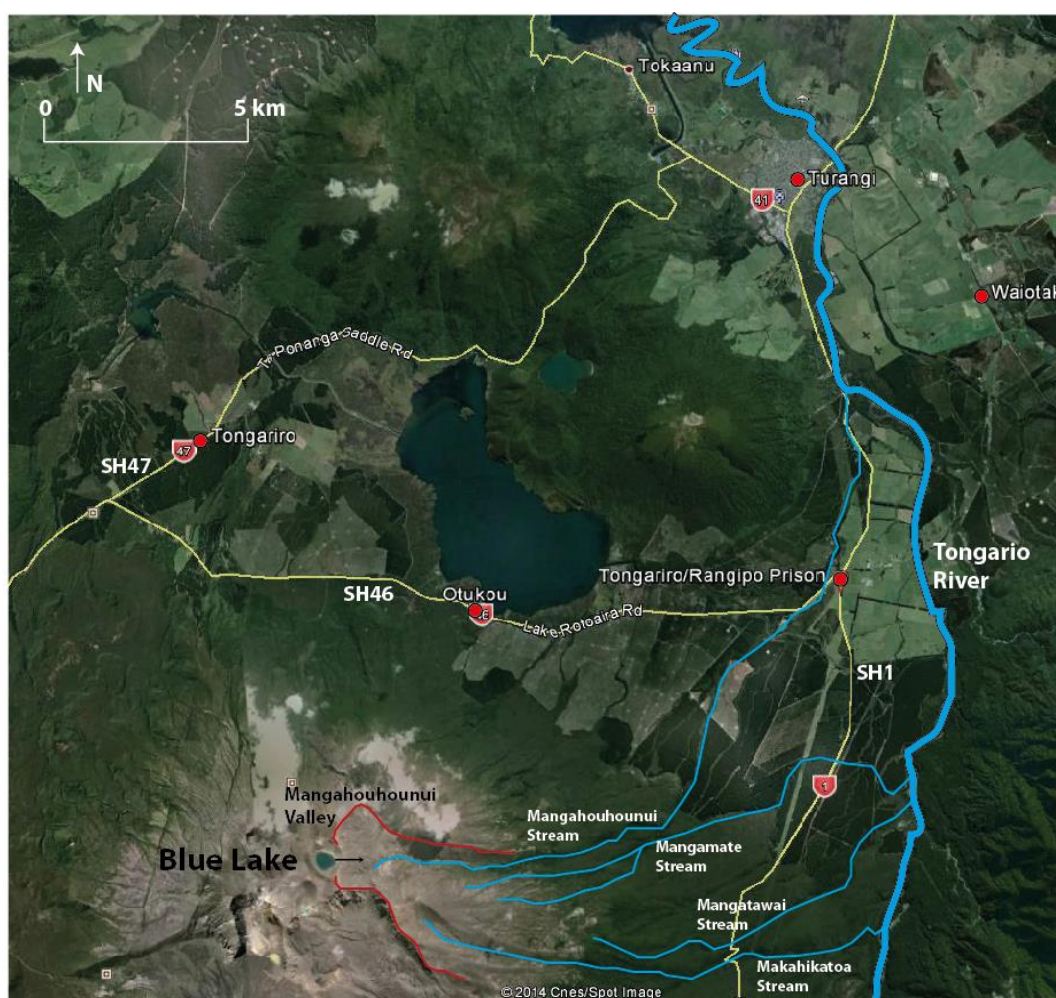 N
0
5 km
Tokaanu
Turangi
41
Waiotak
Te Ponanga Saddle Rd
Tongariro
47
SH47
Tongario
River
Tongariro/Rangipo Prison
SH46
Otukou
Lake Rotoaira Rd
SH1
1
Mangahouhounui
Valley
Mangahouhounui
Stream
Blue Lake
Mangamate
Stream
Mangatawai
Stream
Makahikatoa
Stream
© 2014 Cnes/Spot Image